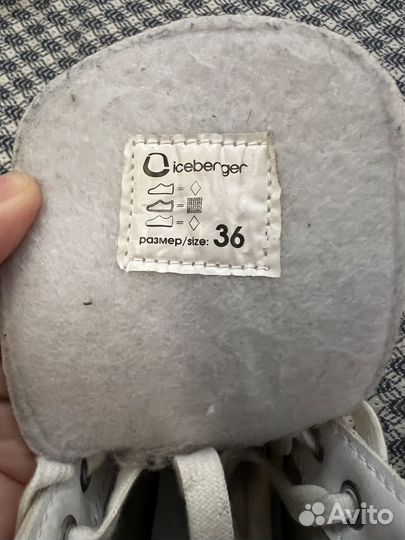 iceberger
=
=
=
размер/size: 36
Avito